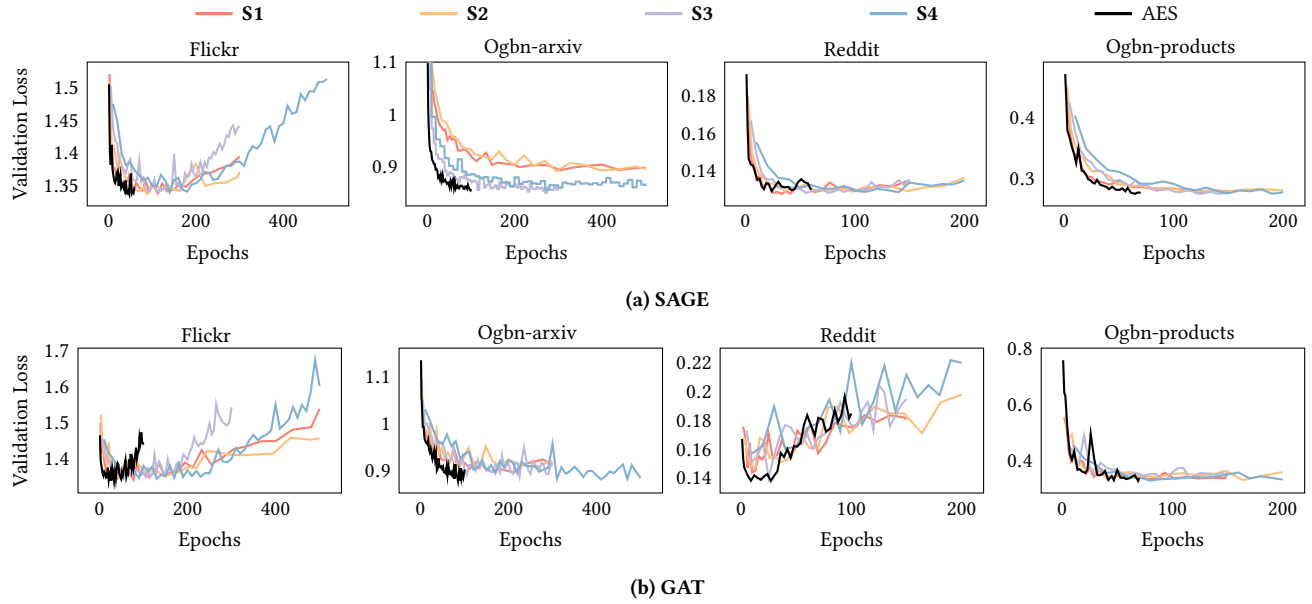 S1 S2 S3 S4 AES
Flickr Ogbn-arxiv Reddit Ogbn-products
Validation Loss
1.5
1.45
1.4
1.35
0 200 400
Epochs
1.1
1
0.9
0 200 400
Epochs
0.18
0.16
0.14
0 100 200
Epochs
0.4
0.3
0 100 200
Epochs
(a) SAGE
Flickr Ogbn-arxiv Reddit Ogbn-products
Validation Loss
1.7
1.6
1.5
1.4
0 200 400
Epochs
1.1
1
0.9
0 200 400
Epochs
0.22
0.2
0.18
0.16
0.14
0 100 200
Epochs
0.8
0.6
0.4
0 100 200
Epochs
(b) GAT